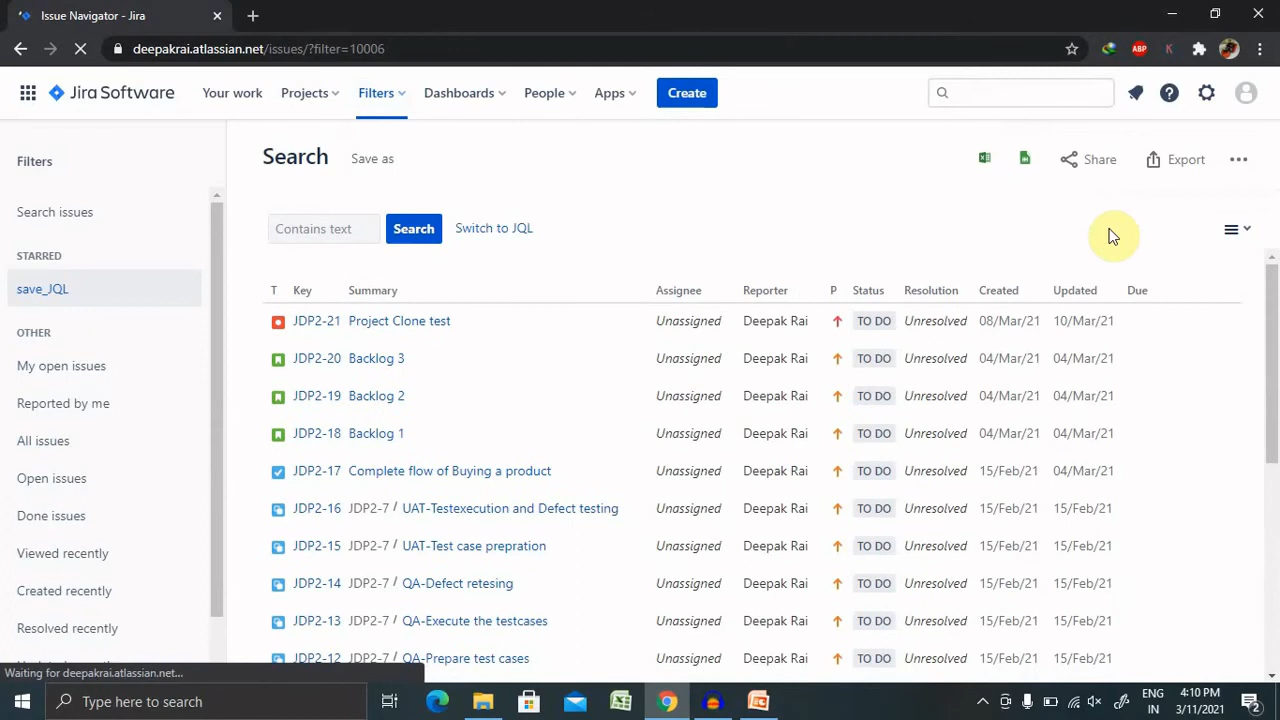 Issue Navigator - Jira
deepakrai.atlassian.net/issues/?filter=10006
ABP
K
Jira Software
Your work
Projects
Filters
Dashboards
People
Apps
Create
Filters
Search issues
STARRED
save_JQL
OTHER
My open issues
Reported by me
All issues
Open issues
Done issues
Viewed recently
Created recently
Resolved recently
Search
Save as
Share
Export
Contains text
Search
Switch to JQL
T Key Summary Assignee Reporter P Status Resolution Created Updated Due
JDP2-21 Project Clone test Unassigned Deepak Rai TO DO Unresolved 08/Mar/21 10/Mar/21
JDP2-20 Backlog 3 Unassigned Deepak Rai TO DO Unresolved 04/Mar/21 04/Mar/21
JDP2-19 Backlog 2 Unassigned Deepak Rai TO DO Unresolved 04/Mar/21 04/Mar/21
JDP2-18 Backlog 1 Unassigned Deepak Rai TO DO Unresolved 04/Mar/21 04/Mar/21
JDP2-17 Complete flow of Buying a product Unassigned Deepak Rai TO DO Unresolved 15/Feb/21 04/Mar/21
JDP2-16 JDP2-7 / UAT-Testexecution and Defect testing Unassigned Deepak Rai TO DO Unresolved 15/Feb/21 15/Feb/21
JDP2-15 JDP2-7 / UAT-Test case prepration Unassigned Deepak Rai TO DO Unresolved 15/Feb/21 15/Feb/21
JDP2-14 JDP2-7 / QA-Defect retesing Unassigned Deepak Rai TO DO Unresolved 15/Feb/21 15/Feb/21
JDP2-13 JDP2-7 / QA-Execute the testcases Unassigned Deepak Rai TO DO Unresolved 15/Feb/21 15/Feb/21
JDP2-12 JDP2-7 / QA-Prepare test cases Unassigned Deepak Rai TO DO Unresolved 15/Feb/21 15/Feb/21
Waiting for deepakrai.atlassian.net...
Type here to search
ENG
IN
4:10 PM
3/11/2021
2